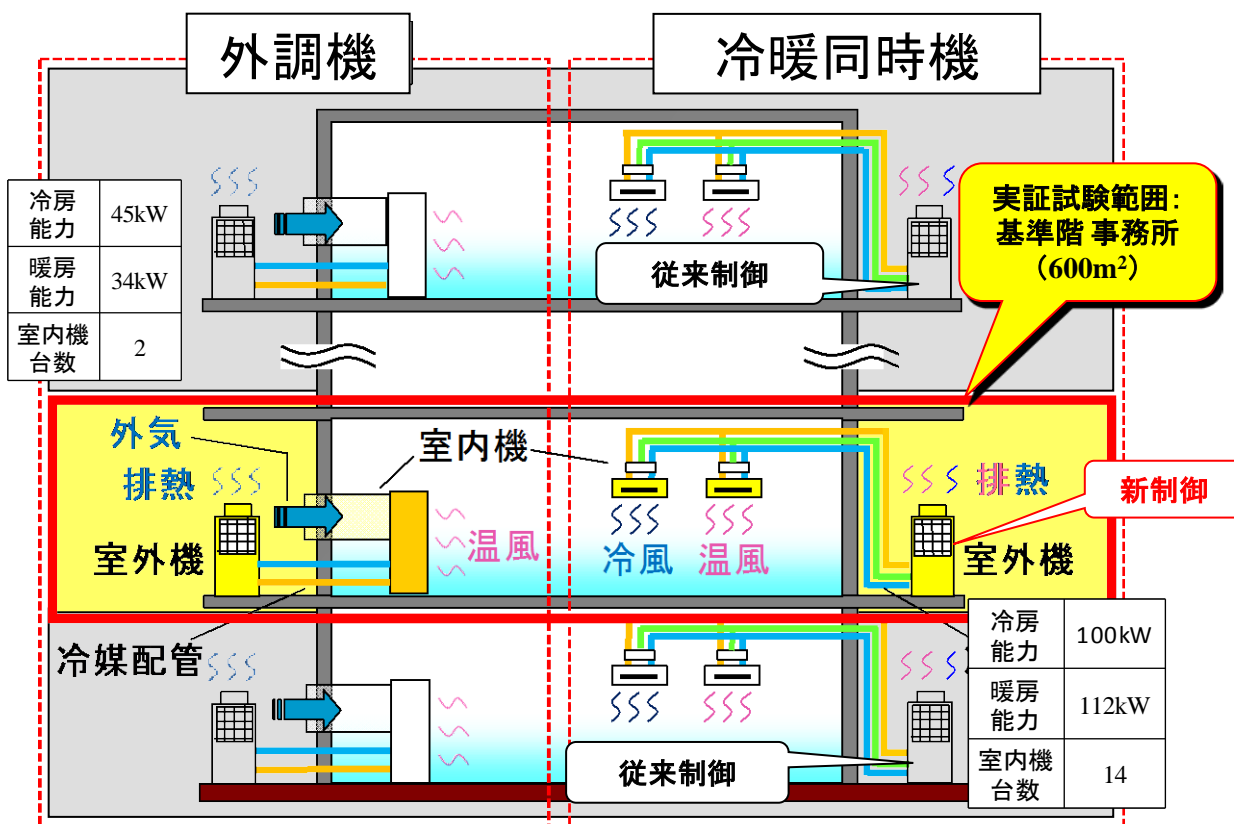 外調機
冷暖同時機
冷房
能力
45kW
暖房
能力
34kW
室内機
台数
2
実証試験範囲：
基準階 事務所
（600m²）
従来制御
外気
排熱
室内機
排熱
新制御
室外機
温風
冷風
温風
室外機
冷媒配管
冷房
能力
100kW
暖房
能力
112kW
室内機
台数
14
従来制御